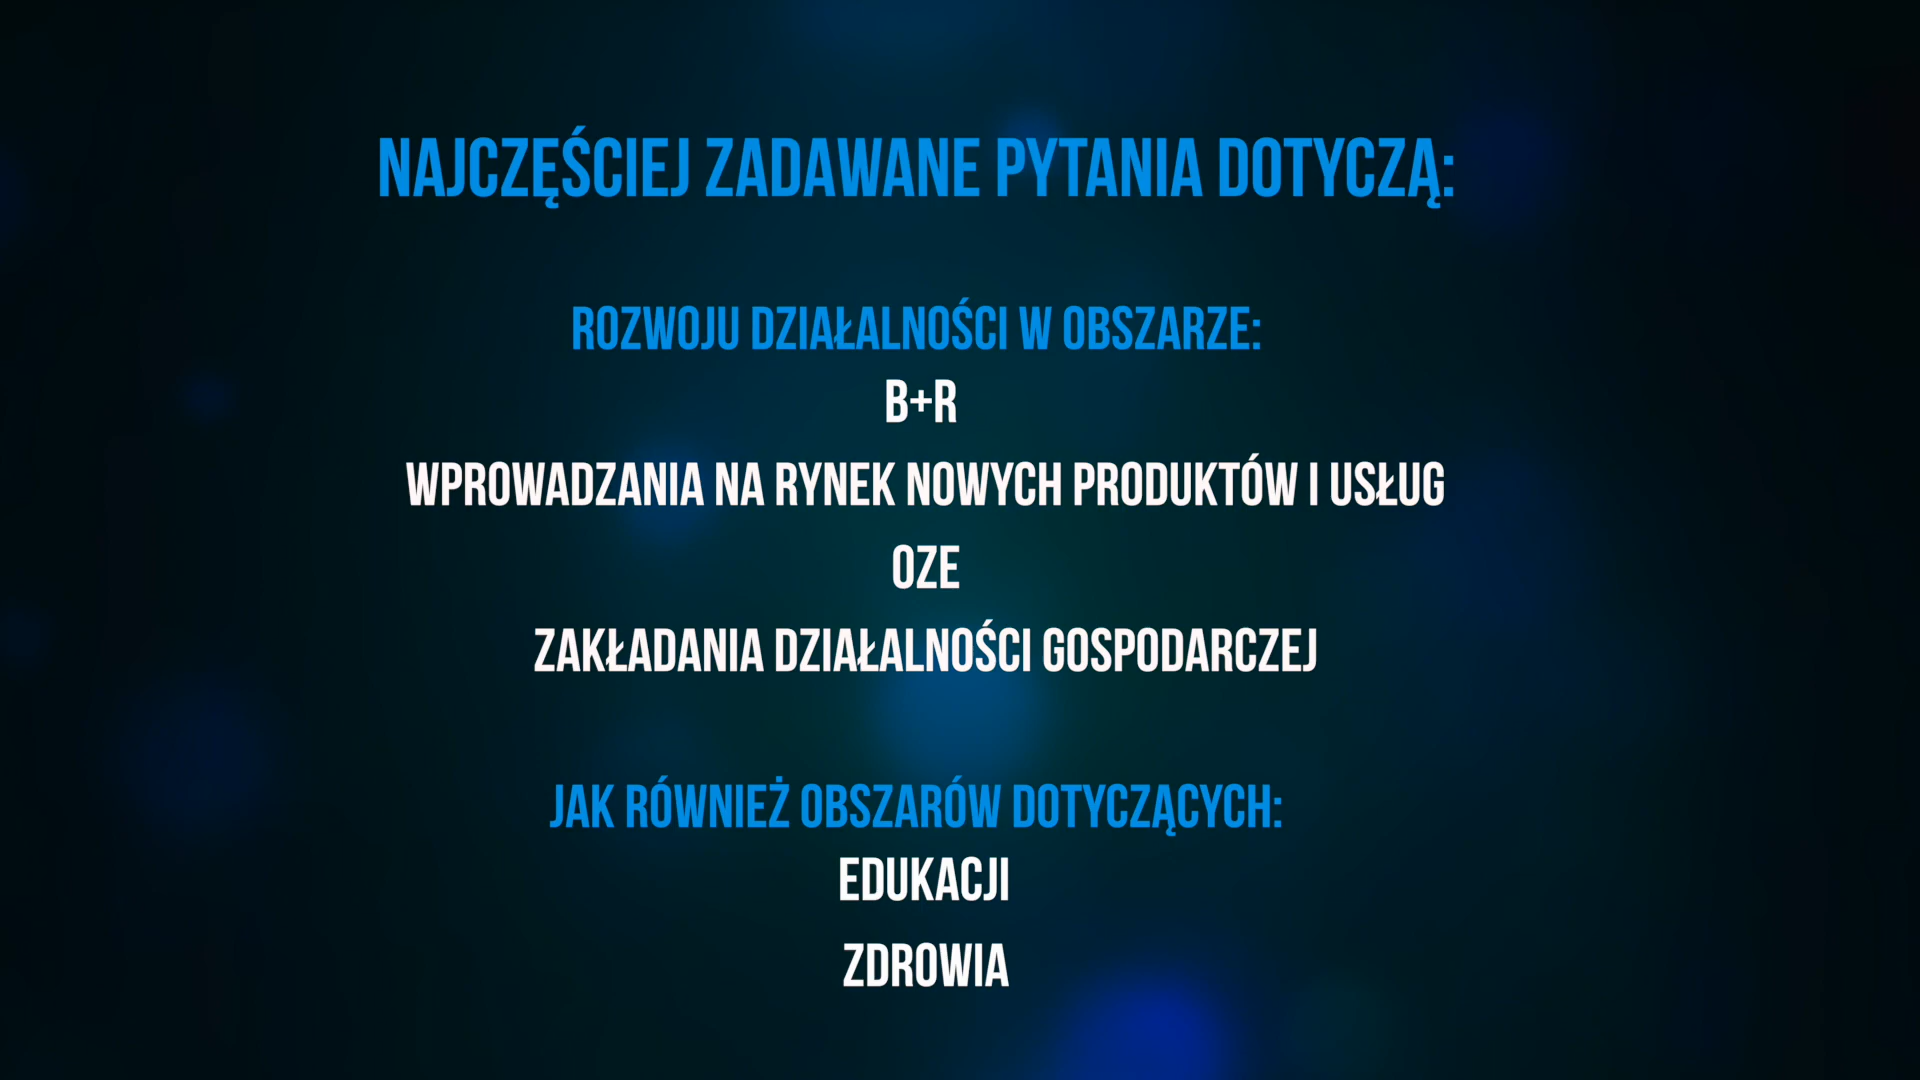 NAJCZĘŚCIEJ ZADAWANE PYTANIA DOTYCZĄ:
ROZWOJU DZIAŁALNOŚCI W OBSZARZE:
B+R
WPROWADZANIA NA RYNEK NOWYCH PRODUKTÓW I USŁUG
OZE
ZAKŁADANIA DZIAŁALNOŚCI GOSPODARCZEJ
JAK RÓWNIEŻ OBSZARÓW DOTYCZĄCYCH:
EDUKACJI
ZDROWIA